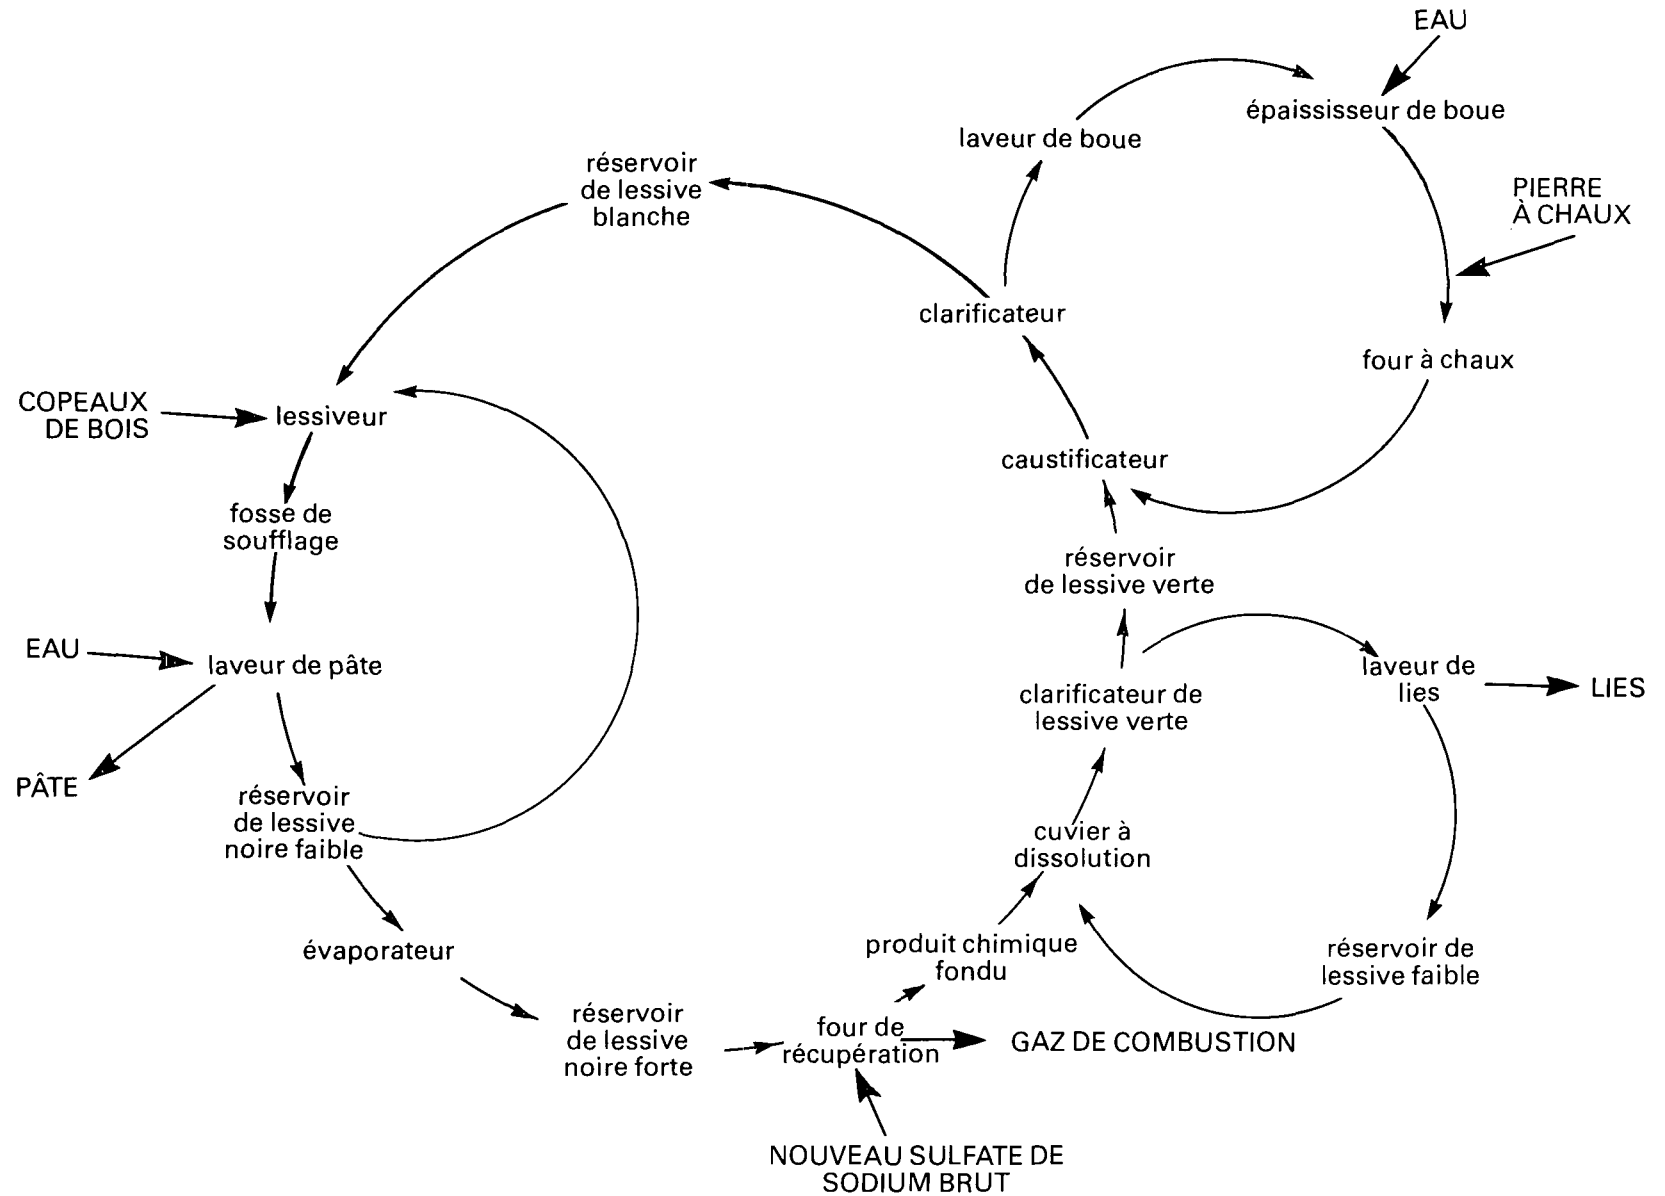 EAU
épaississeur de boue
laveur de boue
réservoir
de lessive
blanche
PIERRE
À CHAUX
clarificateur
four à chaux
COPEAUX
DE BOIS
lessiveur
caustificateur
fosse de
soufflage
réservoir
de lessive verte
EAU
laveur de pâte
laveur de
lies
LIES
clarificateur de
lessive verte
PÂTE
réservoir
de lessive
noire faible
cuvier à
dissolution
évaporateur
produit chimique
fondu
réservoir de
lessive faible
réservoir
de lessive
noire forte
four de
récupération
GAZ DE COMBUSTION
NOUVEAU SULFATE DE
SODIUM BRUT